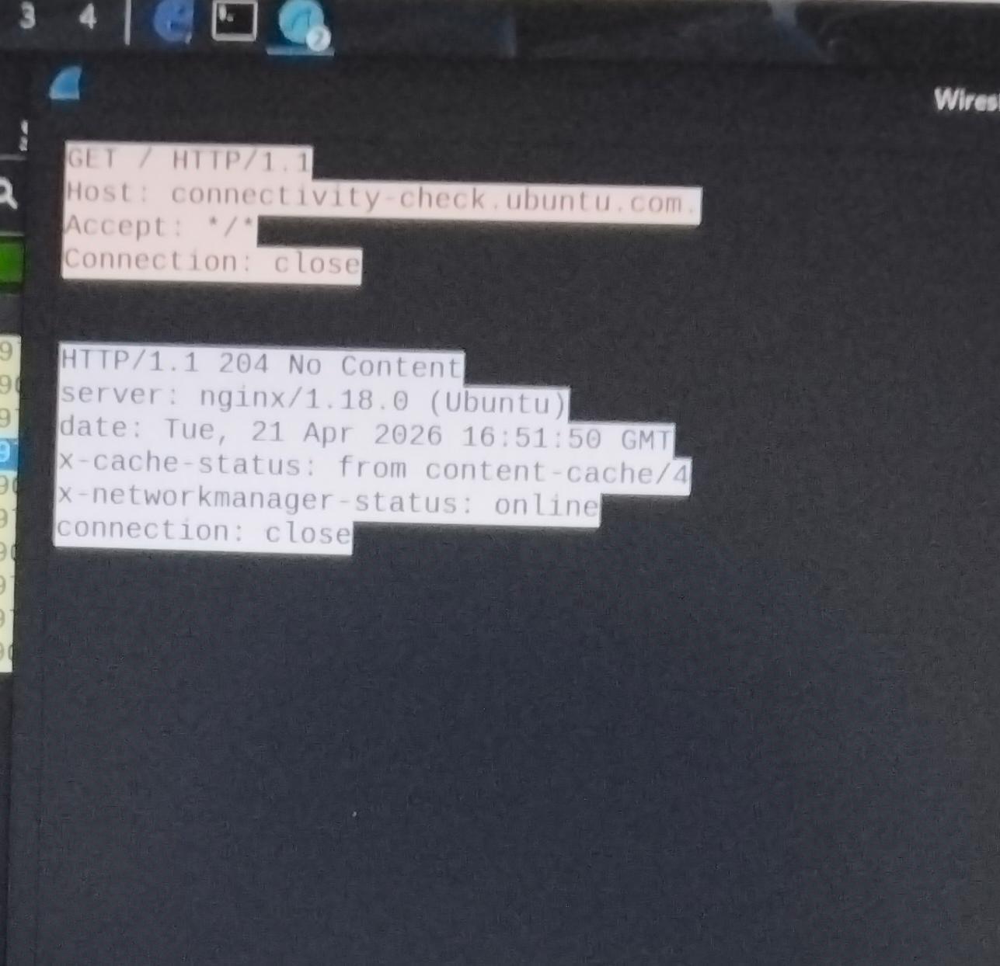 3 4
GET / HTTP/1.1
Host: connectivity-check.ubuntu.com.
Accept: */*
Connection: close
HTTP/1.1 204 No Content
server: nginx/1.18.0 (Ubuntu)
date: Tue, 21 Apr 2026 16:51:50 GMT
x-cache-status: from content-cache/4
x-networkmanager-status: online
connection: close